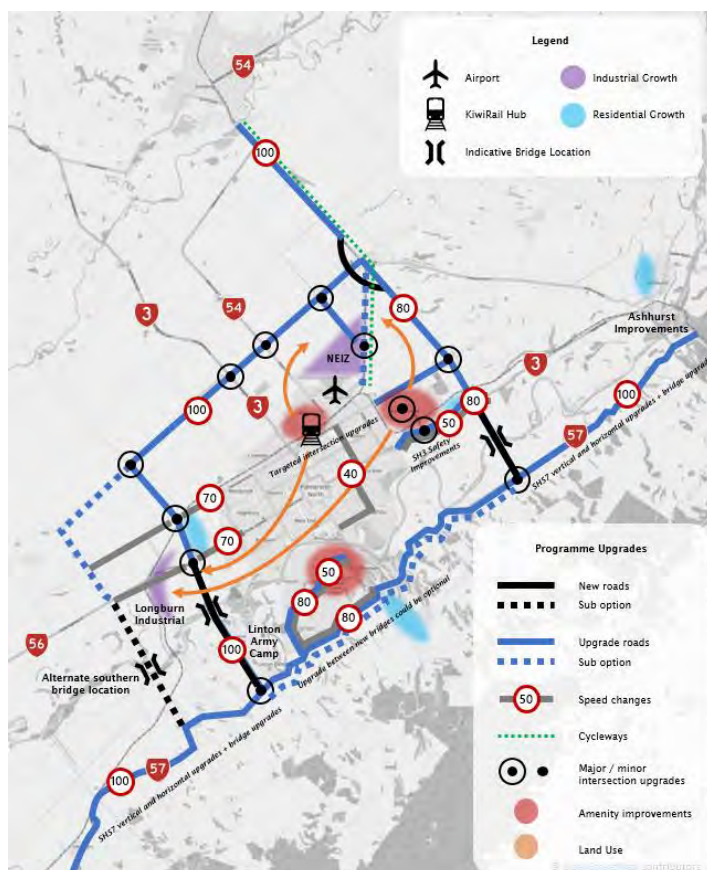 Legend
Airport
Industrial Growth
KiwiRail Hub
Residential Growth
Indicative Bridge Location
54
100
3
54
80
NEIZ
Ashhurst
Improvements
3
100
3
100
80
57
50
Targeted intersection upgrades
SH3 Safety
Improvements
40
SH57 vertical and horizontal upgrades + bridge upgrades
70
70
50
80
80
Longburn
Industrial
Linton
Army
Camp
100
Upgrade between new bridges could be optional
56
Alternate southern
bridge location
57
100
SH57 vertical and horizontal upgrades + bridge upgrades
Programme Upgrades
New roads
Sub option
Upgrade roads
Sub option
50
Speed changes
Cycleways
Major / minor
intersection upgrades
Amenity improvements
Land Use